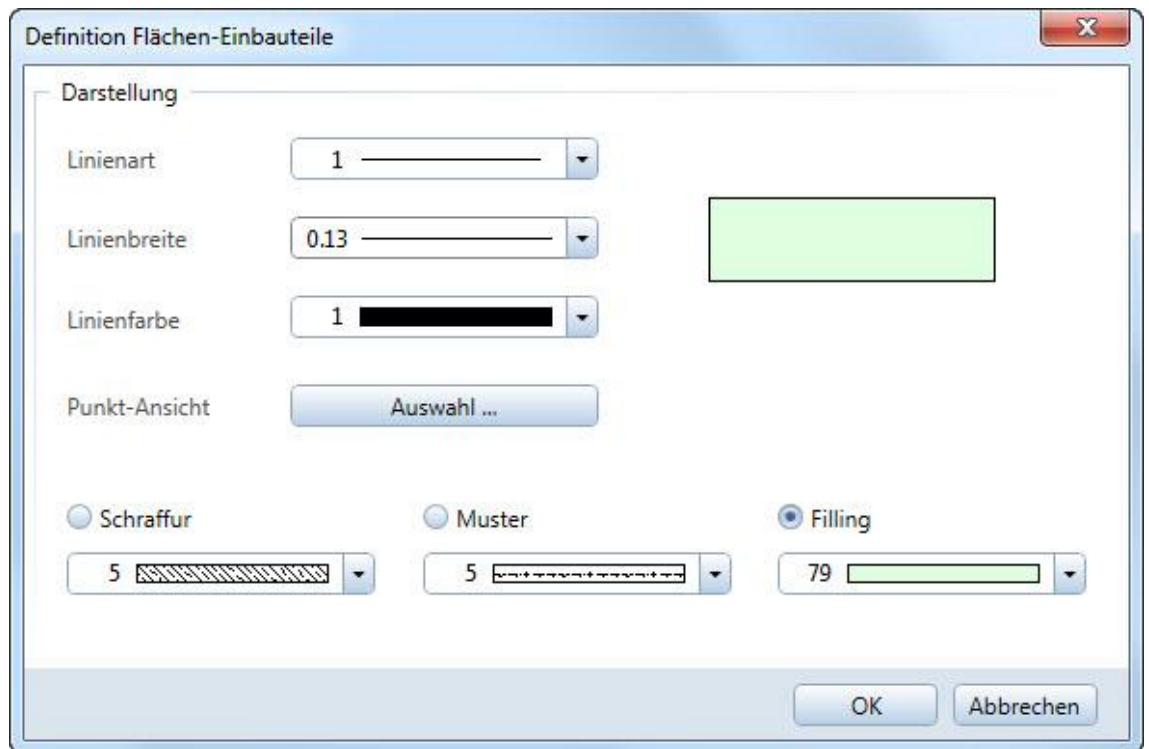 Definition Flächen-Einbauteile
Darstellung
Linienart 1
Linienbreite 0.13
Linienfarbe 1
Punkt-Ansicht Auswahl ...
Schraffur Muster Filling
5 5 79
OK Abbrechen